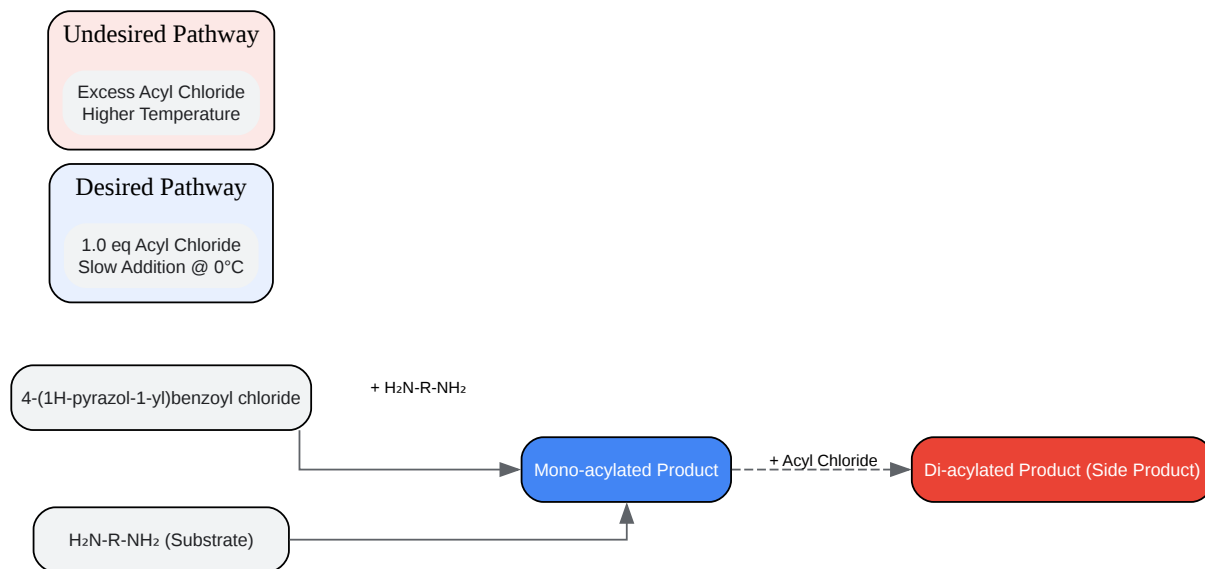 Undesired Pathway
Excess Acyl Chloride
Higher Temperature
Desired Pathway
1.0 eq Acyl Chloride
Slow Addition @ 0°C
4-(1H-pyrazol-1-yl)benzoyl chloride
+ H₂N-R-NH₂
Mono-acylated Product
+ Acyl Chloride
Di-acylated Product (Side Product)
H₂N-R-NH₂ (Substrate)